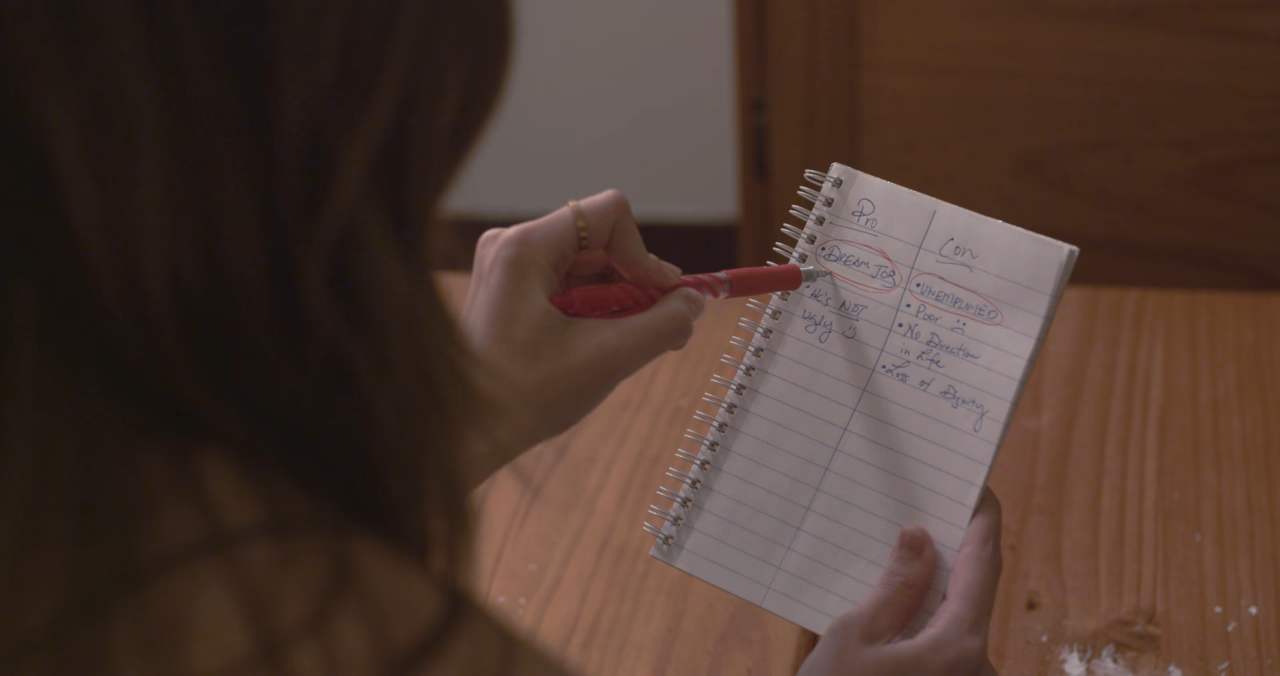 Pro
• DREAM JOB
• He's NOT
Ugly :)
Con
• UNEMPLOYED
• Poor :(
• No Direction
in Life
• Loss of Dignity